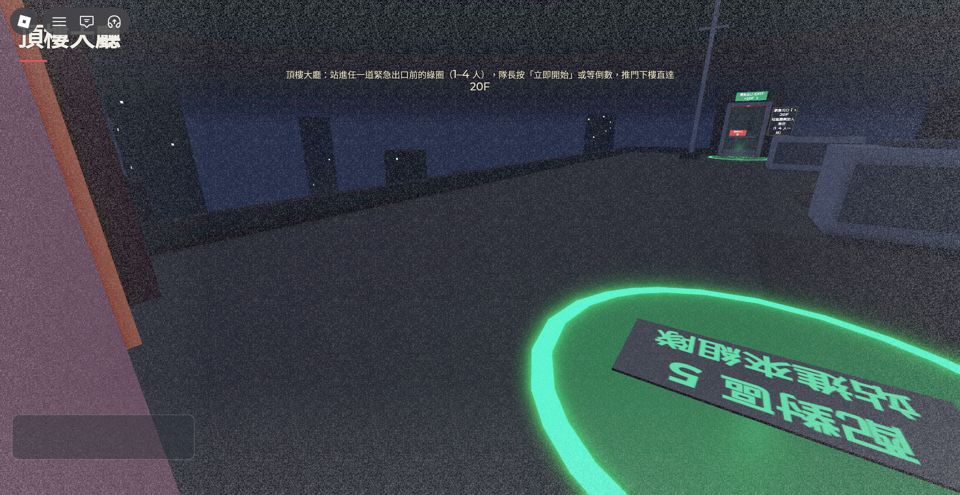 頂樓大廳
頂樓大廳：站進任一道緊急出口前的綠圈（1–4 人），隊長按「立即開始」或等倒數，推門下樓直達
20F
20F
配對區 5
站進來組隊